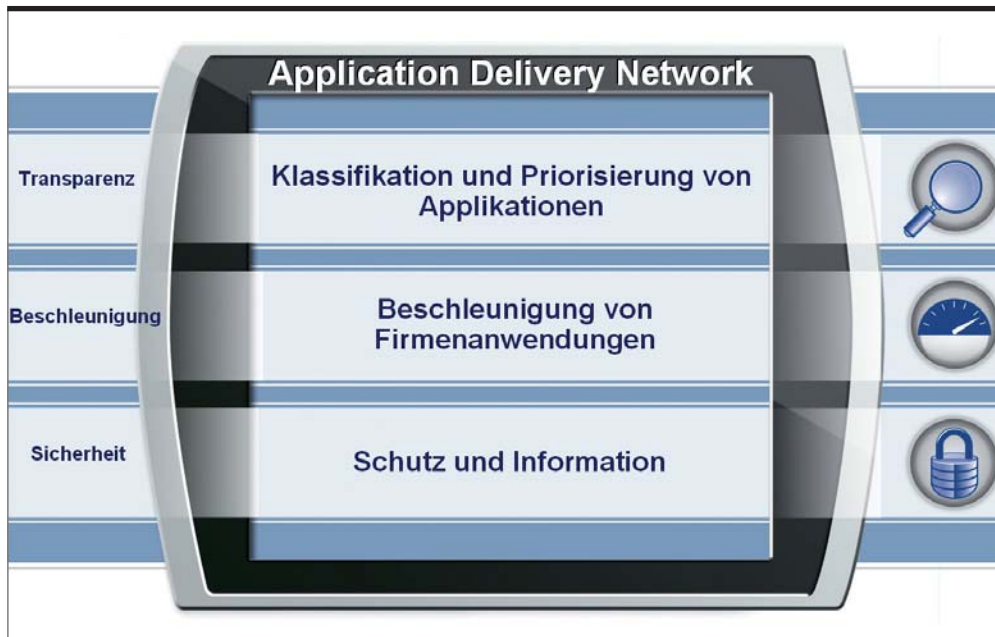 Application Delivery Network
Transparenz
Klassifikation und Priorisierung von
Applikationen
Beschleunigung
Beschleunigung von
Firmenanwendungen
Sicherheit
Schutz und Information